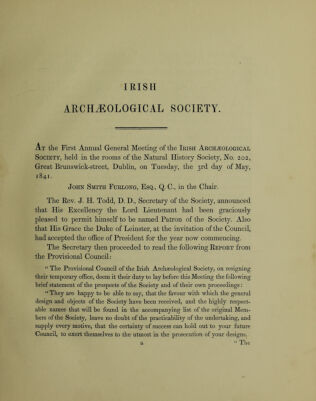 IRISH
ARCHÆOLOGICAL SOCIETY.
At the First Annual General Meeting of the Irish Archæological
Society, held in the rooms of the Natural History Society, No. 202,
Great Brunswick-street, Dublin, on Tuesday, the 3rd day of May,
1841.
John Smith Furlong, Esq., Q. C., in the Chair.
The Rev. J. H. Todd, D. D., Secretary of the Society, announced
that His Excellency the Lord Lieutenant had been graciously
pleased to permit himself to be named Patron of the Society. Also
that His Grace the Duke of Leinster, at the invitation of the Council,
had accepted the office of President for the year now commencing.
The Secretary then proceeded to read the following Report from
the Provisional Council:
"The Provisional Council of the Irish Archæological Society, on resigning
their temporary office, deem it their duty to lay before this Meeting the following
brief statement of the prospects of the Society and of their own proceedings:
"They are happy to be able to say, that the favour with which the general
design and objects of the Society have been received, and the highly respect-
able names that will be found in the accompanying list of the original Mem-
bers of the Society, leave no doubt of the practicability of the undertaking, and
supply every motive, that the certainty of success can hold out to your future
Council, to exert themselves to the utmost in the prosecution of your designs.
a "The